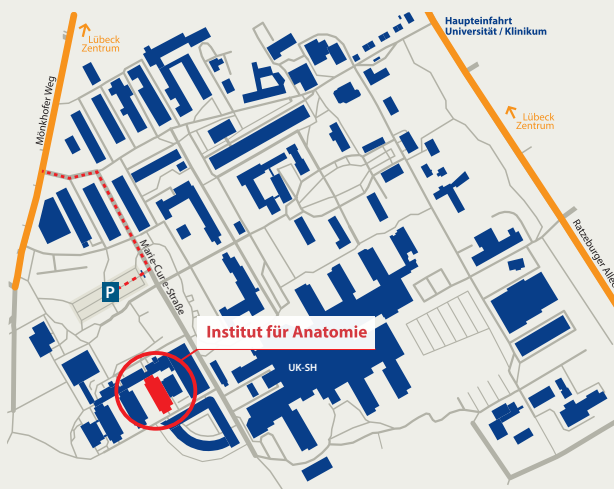 Haupteinfahrt
Universität / Klinikum
Lübeck
Zentrum
Lübeck
Zentrum
Mönkhofer Weg
Marie-Curie-Straße
Ratzeburger Allee
P
Institut für Anatomie
UK-SH